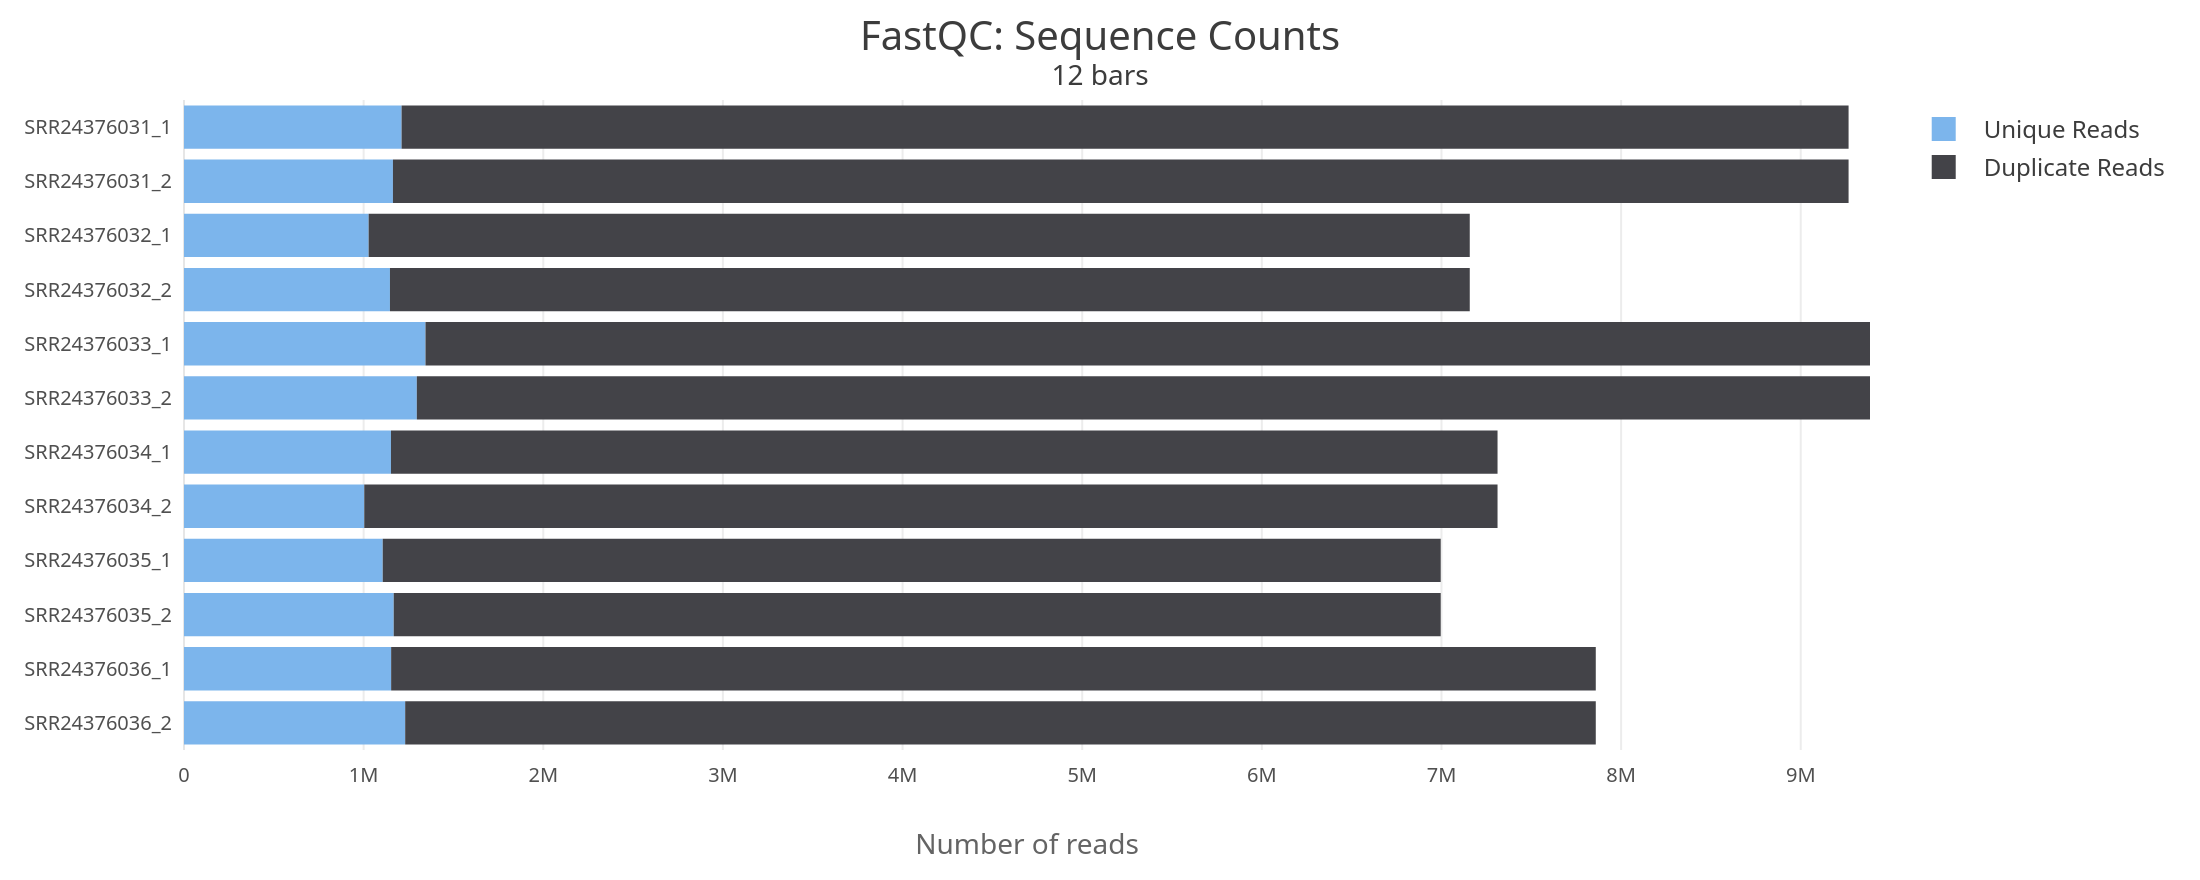 FastQC: Sequence Counts
12 bars
SRR24376031_1
SRR24376031_2
SRR24376032_1
SRR24376032_2
SRR24376033_1
SRR24376033_2
SRR24376034_1
SRR24376034_2
SRR24376035_1
SRR24376035_2
SRR24376036_1
SRR24376036_2
0 1M 2M 3M 4M 5M 6M 7M 8M 9M
Number of reads
Unique Reads
Duplicate Reads